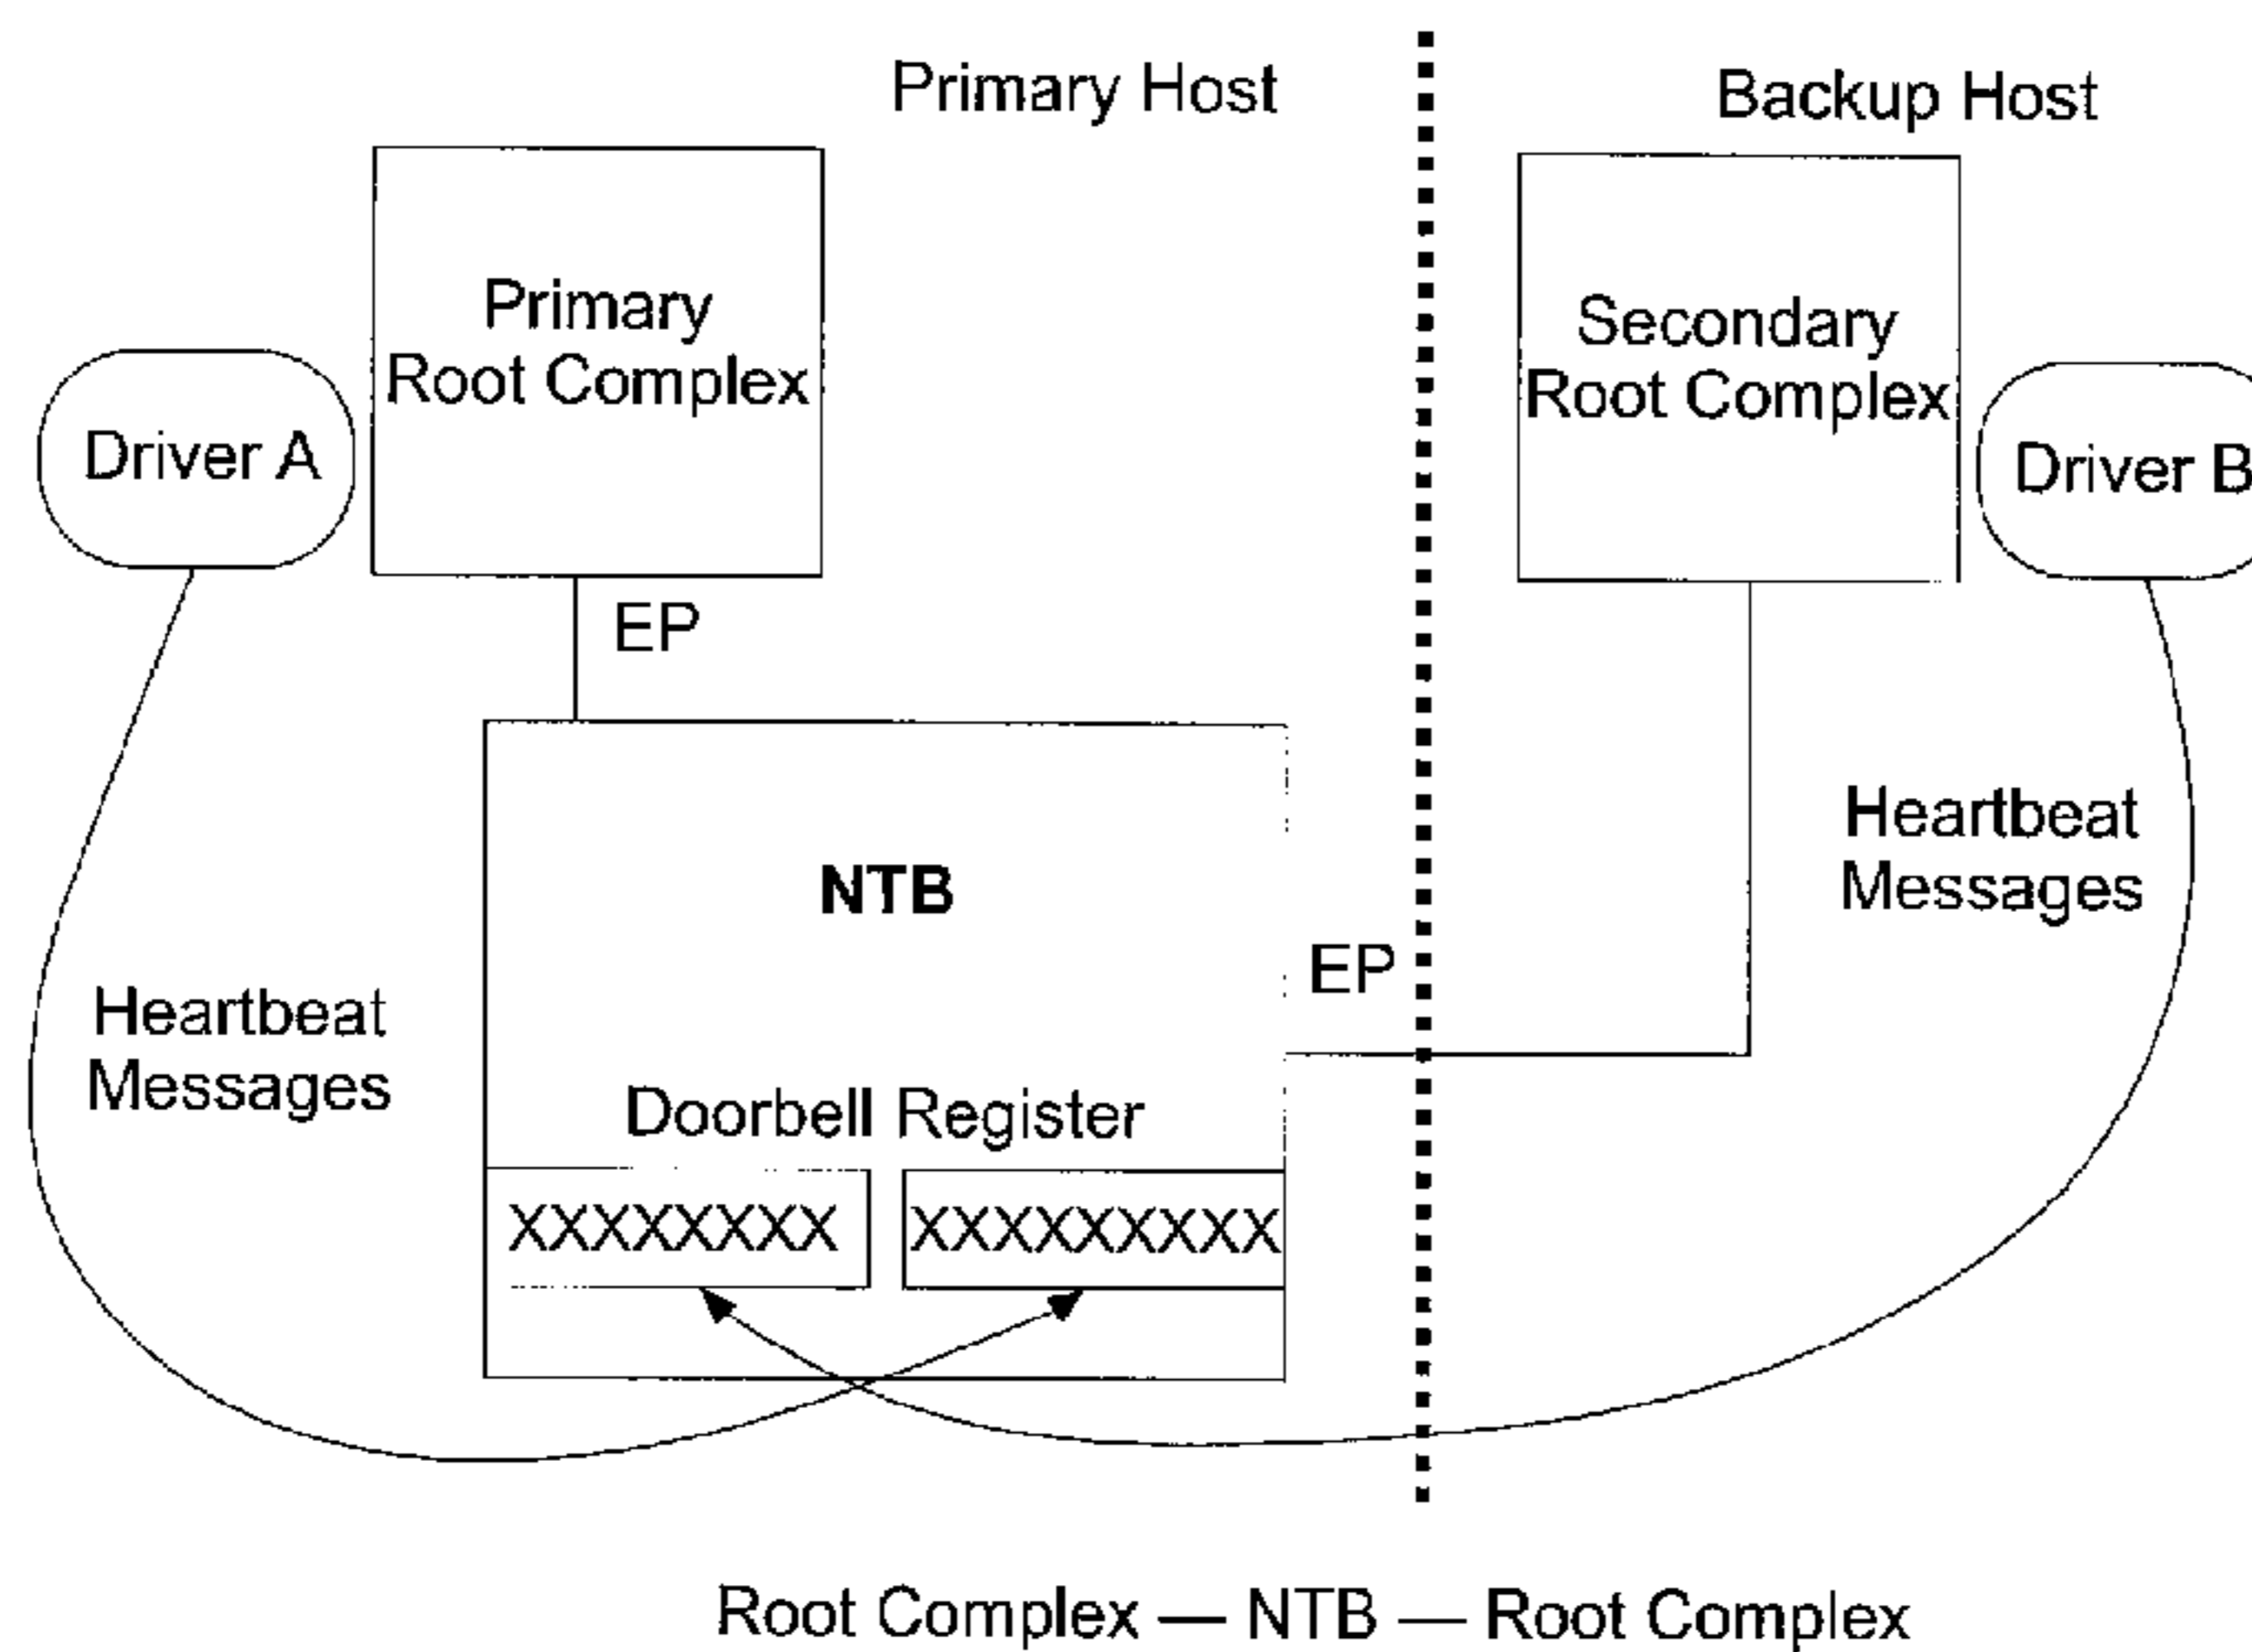 Primary Host
Backup Host
Primary
Root Complex
Secondary
Root Complex
Driver A
Driver B
EP
NTB
EP
Heartbeat
Messages
Heartbeat
Messages
Doorbell Register
XXXXXXXX
XXXXXXXXX
Root Complex — NTB — Root Complex